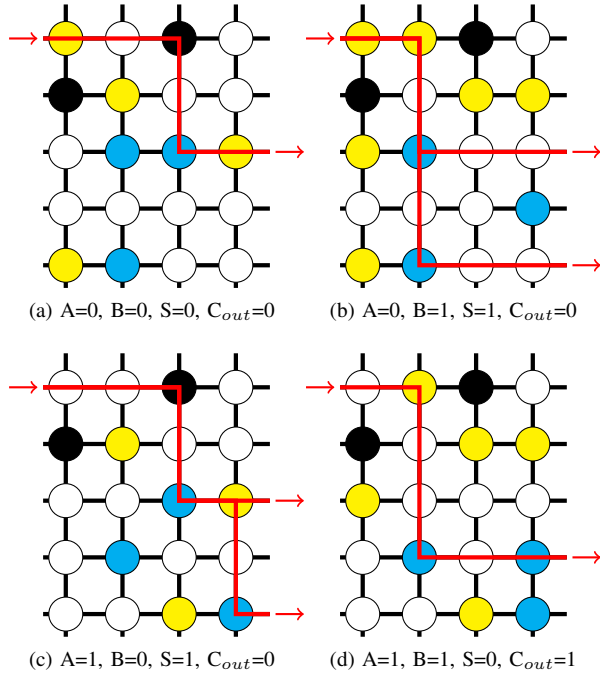 (a) A=0, B=0, S=0, C_out=0
(b) A=0, B=1, S=1, C_out=0
(c) A=1, B=0, S=1, C_out=0
(d) A=1, B=1, S=0, C_out=1